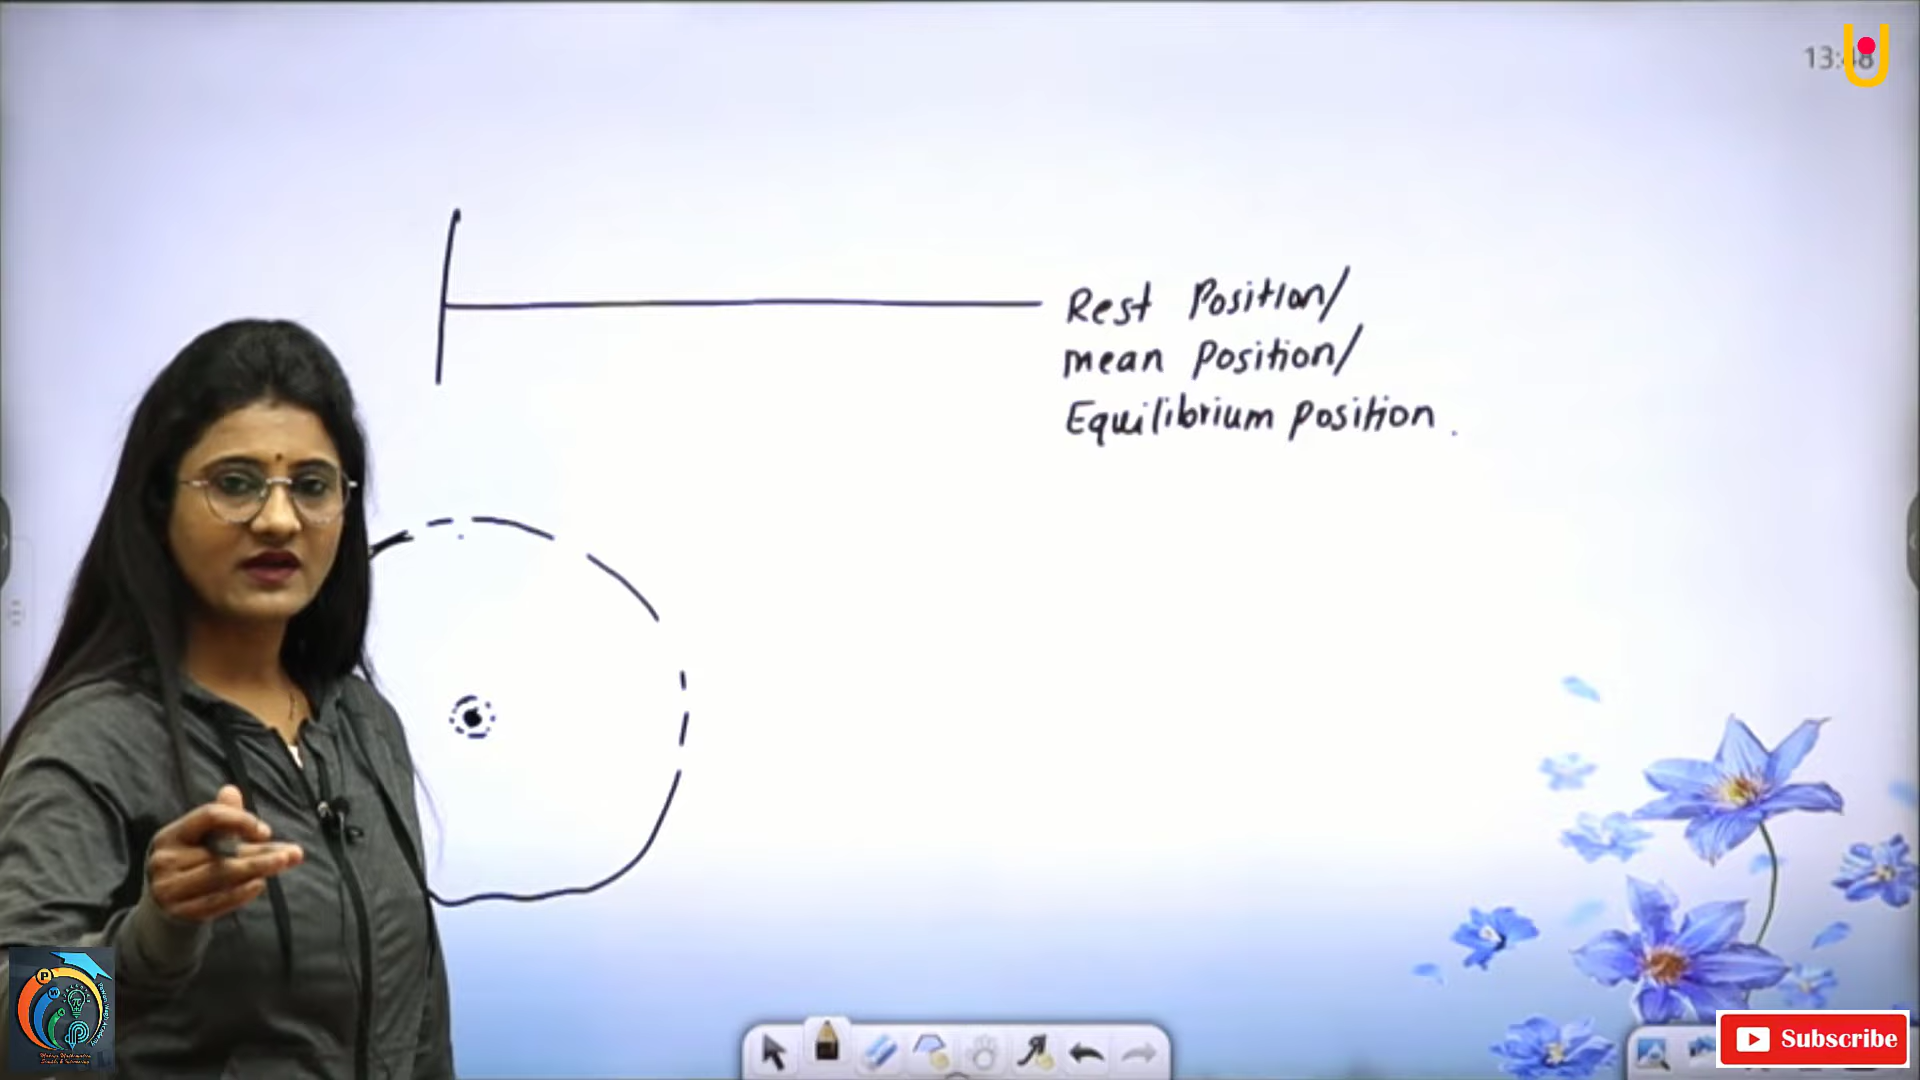 13:48
Rest Position/
mean Position/
Equilibrium position.
Subscribe